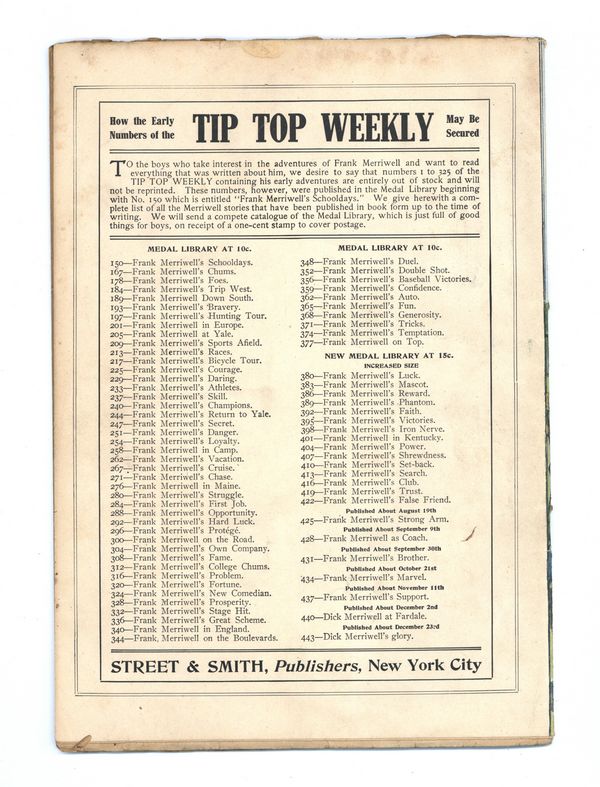 How the Early
Numbers of the
TIP TOP WEEKLY
May Be
Secured
TO the boys who take interest in the adventures of Frank Merriwell and want to read
everything that was written about him, we desire to say that numbers 1 to 325 of the
TIP TOP WEEKLY containing his early adventures are entirely out of stock and will
not be reprinted. These numbers, however, were published in the Medal Library beginning
with No. 150 which is entitled "Frank Merriwell's Schooldays." We give herewith a com-
plete list of all the Merriwell stories that have been published in book form up to the time of
writing. We will send a compete catalogue of the Medal Library, which is just full of good
things for boys, on receipt of a one-cent stamp to cover postage.
MEDAL LIBRARY AT 10c.
150—Frank Merriwell's Schooldays.
167—Frank Merriwell's Chums.
178—Frank Merriwell's Foes.
184—Frank Merriwell's Trip West.
189—Frank Merriwell Down South.
193—Frank Merriwell's Bravery.
197—Frank Merriwell's Hunting Tour.
201—Frank Merriwell in Europe.
205—Frank Merriwell at Yale.
209—Frank Merriwell's Sports Afield.
213—Frank Merriwell's Races.
217—Frank Merriwell's Bicycle Tour.
225—Frank Merriwell's Courage.
229—Frank Merriwell's Daring.
233—Frank Merriwell's Athletes.
237—Frank Merriwell's Skill.
240—Frank Merriwell's Champions.
244—Frank Merriwell's Return to Yale.
247—Frank Merriwell's Secret.
251—Frank Merriwell's Danger.
254—Frank Merriwell's Loyalty.
258—Frank Merriwell in Camp.
262—Frank Merriwell's Vacation.
267—Frank Merriwell's Cruise.
271—Frank Merriwell's Chase.
276—Frank Merriwell in Maine.
280—Frank Merriwell's Struggle.
284—Frank Merriwell's First Job.
288—Frank Merriwell's Opportunity.
292—Frank Merriwell's Hard Luck.
296—Frank Merriwell's Protégé.
300—Frank Merriwell on the Road.
304—Frank Merriwell's Own Company.
308—Frank Merriwell's Fame.
312—Frank Merriwell's College Chums.
316—Frank Merriwell's Problem.
320—Frank Merriwell's Fortune.
324—Frank Merriwell's New Comedian.
328—Frank Merriwell's Prosperity.
332—Frank Merriwell's Stage Hit.
336—Frank Merriwell's Great Scheme.
340—Frank Merriwell in England.
344—Frank, Merriwell on the Boulevards.
MEDAL LIBRARY AT 10c.
348—Frank Merriwell's Duel.
352—Frank Merriwell's Double Shot.
356—Frank Merriwell's Baseball Victories.
359—Frank Merriwell's Confidence.
362—Frank Merriwell's Auto.
365—Frank Merriwell's Fun.
368—Frank Merriwell's Generosity.
371—Frank Merriwell's Tricks.
374—Frank Merriwell's Temptation.
377—Frank Merriwell on Top.
NEW MEDAL LIBRARY AT 15c.
INCREASED SIZE
380—Frank Merriwell's Luck.
383—Frank Merriwell's Mascot.
386—Frank Merriwell's Reward.
389—Frank Merriwell's Phantom.
392—Frank Merriwell's Faith.
395—Frank Merriwell's Victories.
398—Frank Merriwell's Iron Nerve.
401—Frank Merriwell in Kentucky.
404—Frank Merriwell's Power.
407—Frank Merriwell's Shrewdness.
410—Frank Merriwell's Set-back.
413—Frank Merriwell's Search.
416—Frank Merriwell's Club.
419—Frank Merriwell's Trust.
422—Frank Merriwell's False Friend.
Published About August 19th
425—Frank Merriwell's Strong Arm.
Published About September 9th
428—Frank Merriwell as Coach.
Published About September 30th
431—Frank Merriwell's Brother.
Published About October 21st
434—Frank Merriwell's Marvel.
Published About November 11th
437—Frank Merriwell's Support.
Published About December 2nd
440—Dick Merriwell at Fardale.
Published About December 23rd
443—Dick Merriwell's glory.
STREET & SMITH, Publishers, New York City